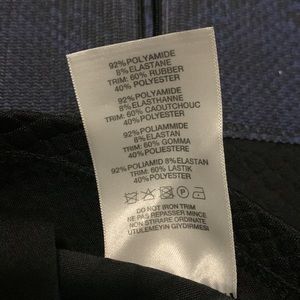 92%POLYAMIDE
8%ELASTANE
TRIM: 60% RUBBER
40% POLYESTER
92%POLYAMIDE
8%ELASTHANNE
TRIM: 60% CAOUTCHOUC
40% POLYESTER
92%POLIAMMIDE
8%ELASTAN
TRIM: 60% GOMMA
40%POLIESTERE
92%POLIAMID 8%ELASTAN
TRIM: 60% LASTIK
40%POLYESTER
P
DO NOT IRON TRIM
NE PAS REPASSER MINCE
NON STIRARE ORDINATE
UTULEMEYIN GIYDIRMESI